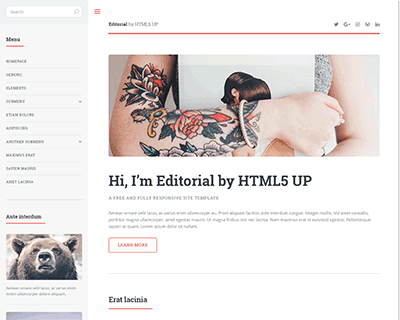 Search
Menu
HOMEPAGE
GENERIC
ELEMENTS
SUBMENU
ETIAM DOLORE
ADIPISCING
ANOTHER SUBMENU
MAXIMUS ERAT
SAPIEN MAURIS
AMET LACINIA
Ante interdum
Aenean ornare velit lacus, ac varius enim lorem ullamcorper dolore aliquam.
Editorial by HTML5 UP
Hi, I'm Editorial by HTML5 UP
A FREE AND FULLY RESPONSIVE SITE TEMPLATE
Aenean ornare velit lacus, ac varius enim ullamcorper eu. Proin aliquam facilisis ante interdum congue. Integer mollis, nisl amet convallis,
porttitor magna ullamcorper, amet egestas mauris. Ut magna finibus nisi nec lacinia. Nam maximus erat id euismod egestas. Pellentesque
sapien ac quam. Lorem ipsum dolor sit nullam.
LEARN MORE
Erat lacinia